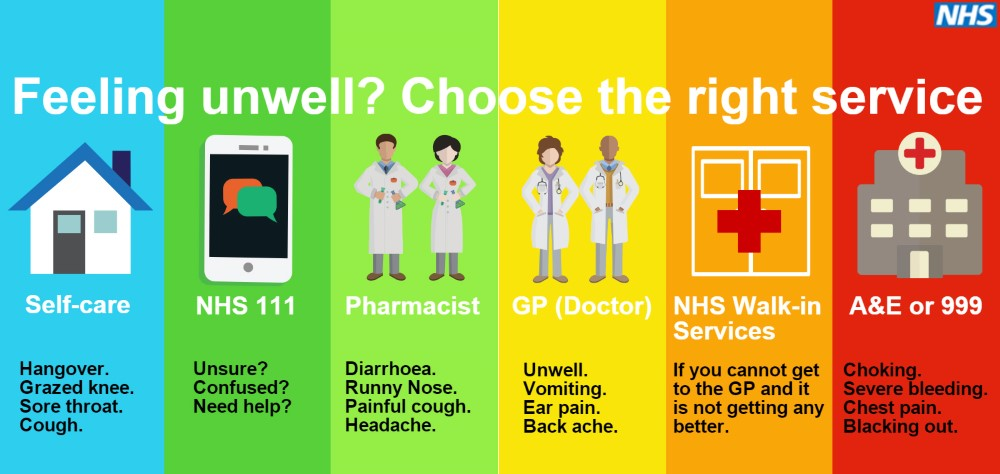 NHS
Feeling unwell? Choose the right service
Self-care
Hangover.
Grazed knee.
Sore throat.
Cough.
NHS 111
Unsure?
Confused?
Need help?
Pharmacist
Diarrhoea.
Runny Nose.
Painful cough.
Headache.
GP (Doctor)
Unwell.
Vomiting.
Ear pain.
Back ache.
NHS Walk-in
Services
If you cannot get
to the GP and it
is not getting any
better.
A&E or 999
Choking.
Severe bleeding.
Chest pain.
Blacking out.